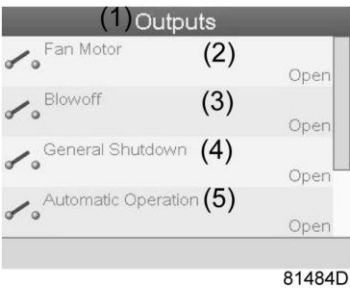 (1) Outputs
Fan Motor (2)
Open
Blowoff (3)
Open
General Shutdown (4)
Open
Automatic Operation (5)
Open
81484D